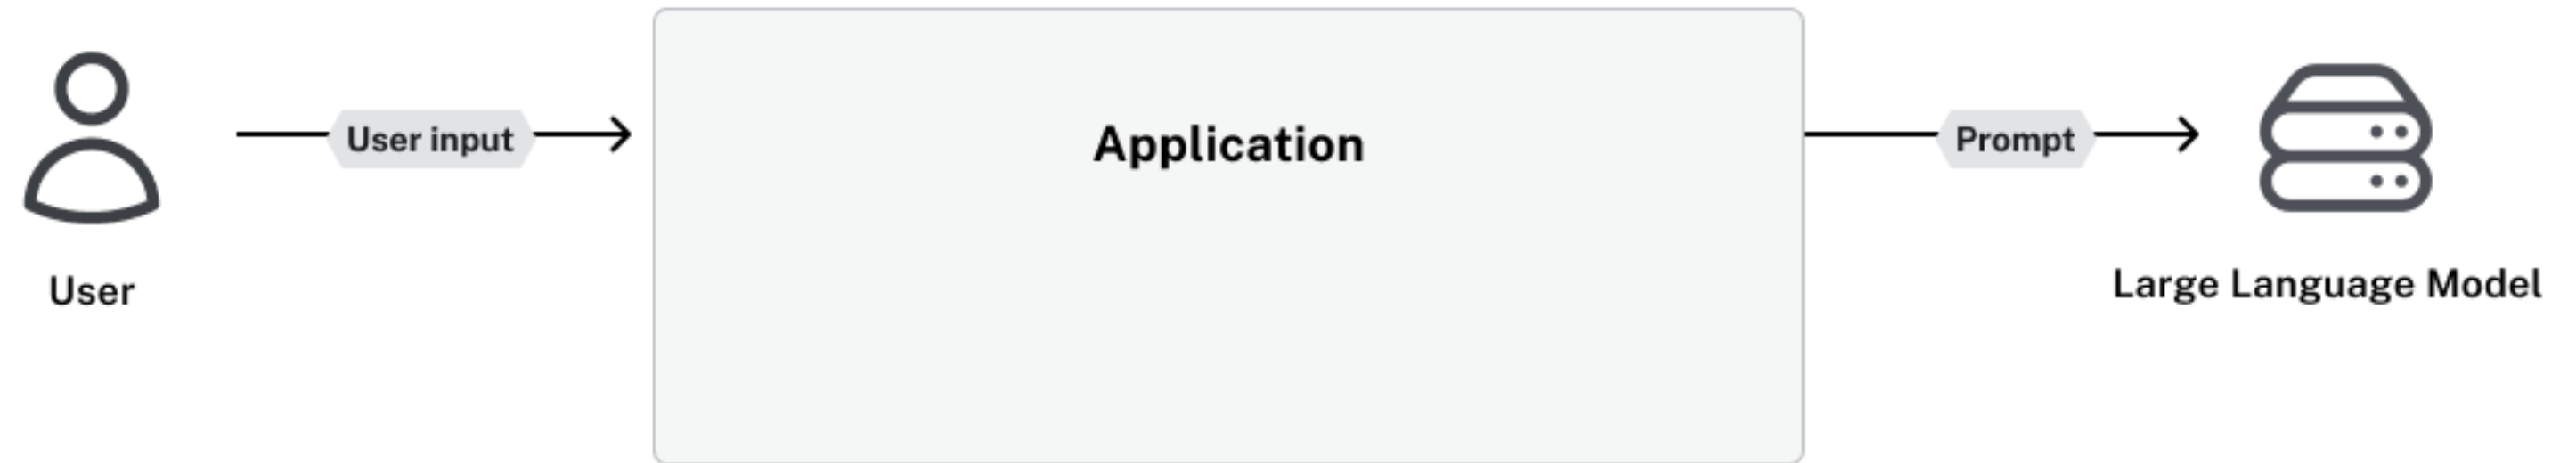 User input
Application
Prompt
User
Large Language Model